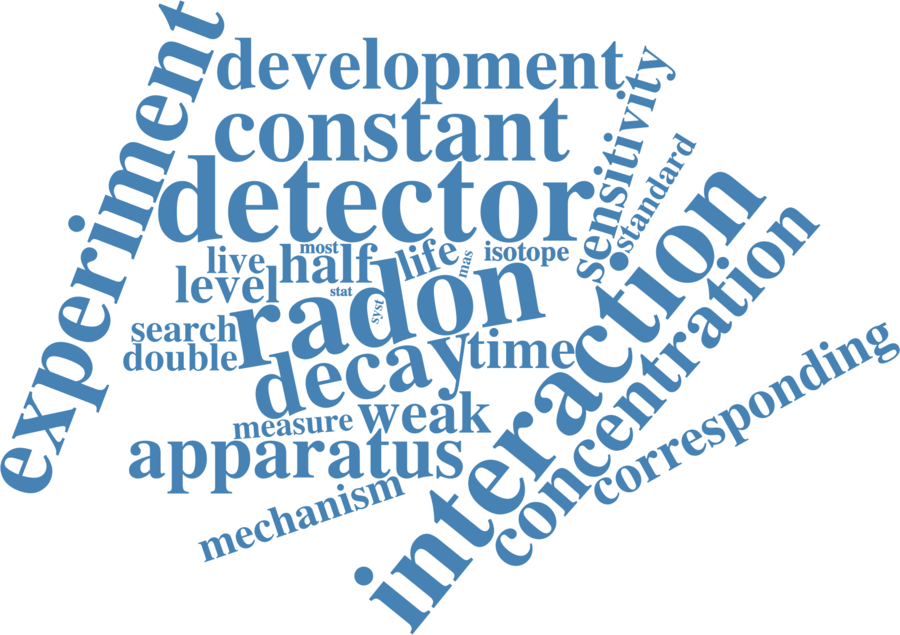 experiment
development
constant
detector
sensitivity
standard
interaction
concentration
corresponding
most
live
half
life
mas
isotope
level
stat
syst
radon
search
double
decay
time
measure
weak
apparatus
mechanism